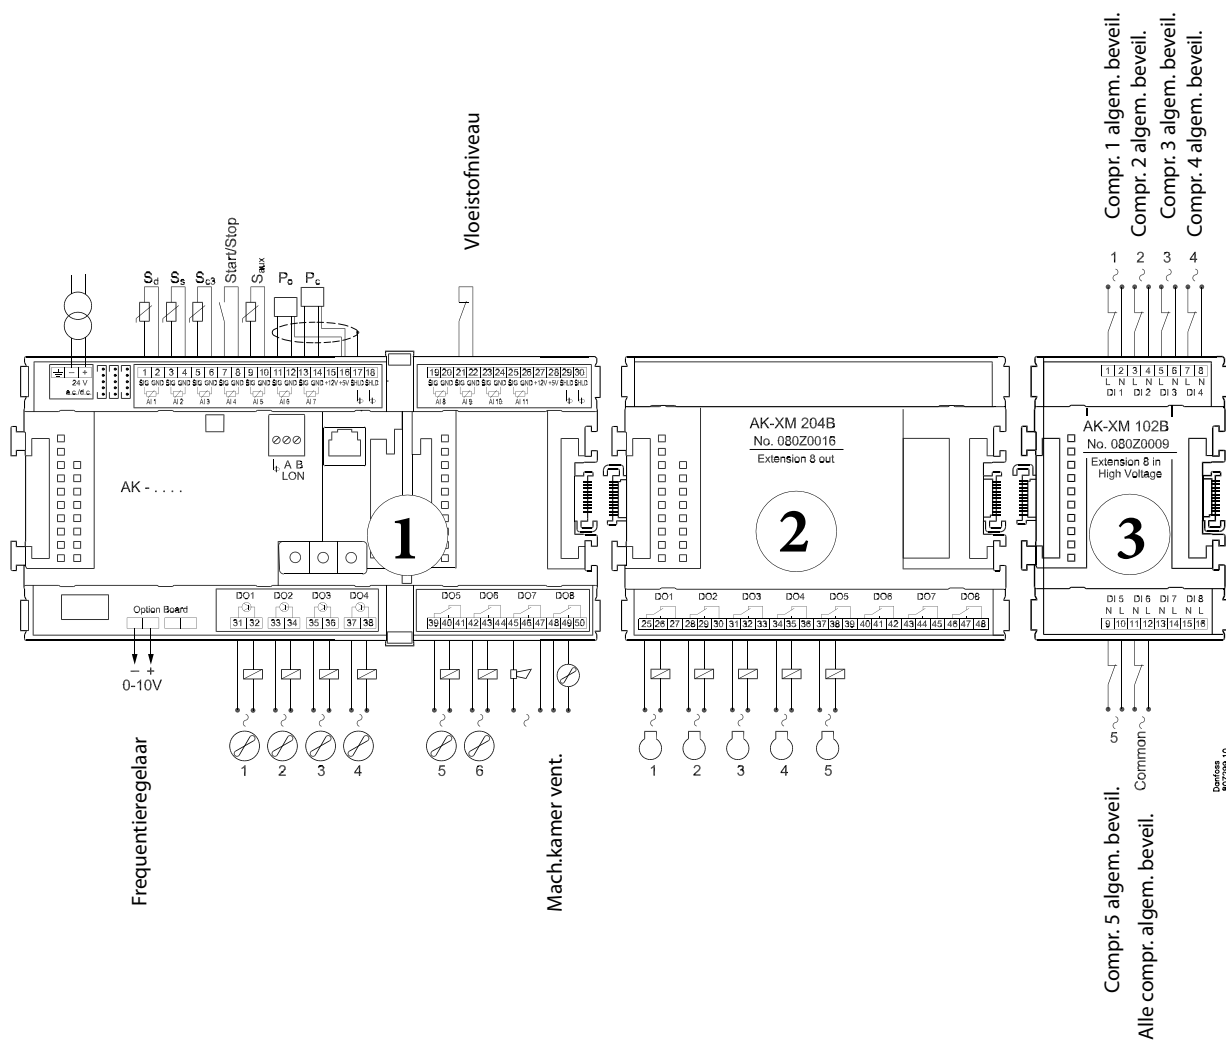 Compr. 1 algem. beveil.
Compr. 2 algem. beveil.
Compr. 3 algem. beveil.
Compr. 4 algem. beveil.
1 2 3 4
Vloeistofniveau
Sd Ss Sc3 Start/Stop Saux Po Pc
- +
24 V
a.c./d.c.
1 2 3 4 5 6 7 8 9 10 11 12 13 14 15 16 17 18
SIG GND SIG GND SIG GND SIG GND SIG GND SIG GND SIG GND +12V +5V SHLD SHLD
AI 1 AI 2 AI 3 AI 4 AI 5 AI 6 AI 7
19 20 21 22 23 24 25 26 27 28 29 30
SIG GND SIG GND SIG GND SIG GND +12V +5V SHLD SHLD
AI 8 AI 9 AI 10 AI 11
1 2 3 4 5 6 7 8
L N L N L N L N
DI 1 DI 2 DI 3 DI 4
A B
LON
AK - . . . .
1
AK-XM 204B
No. 080Z0016
Extension 8 out
2
AK-XM 102B
No. 080Z0009
Extension 8 in
High Voltage
3
Option Board
DO1 DO2 DO3 DO4
31 32 33 34 35 36 37 38
DO5 DO6 DO7 DO8
39 40 41 42 43 44 45 46 47 48 49 50
DO1 DO2 DO3 DO4 DO5 DO6 DO7 DO8
25 26 27 28 29 30 31 32 33 34 35 36 37 38 39 40 41 42 43 44 45 46 47 48
DI 5 DI 6 DI 7 DI 8
N L N L N L N L
9 10 11 12 13 14 15 16
- +
0-10V
1 2 3 4
5 6
1 2 3 4 5
5
Common
Frequentieregelaar
Mach.kamer vent.
Compr. 5 algem. beveil.
Alle compr. algem. beveil.
Danfoss